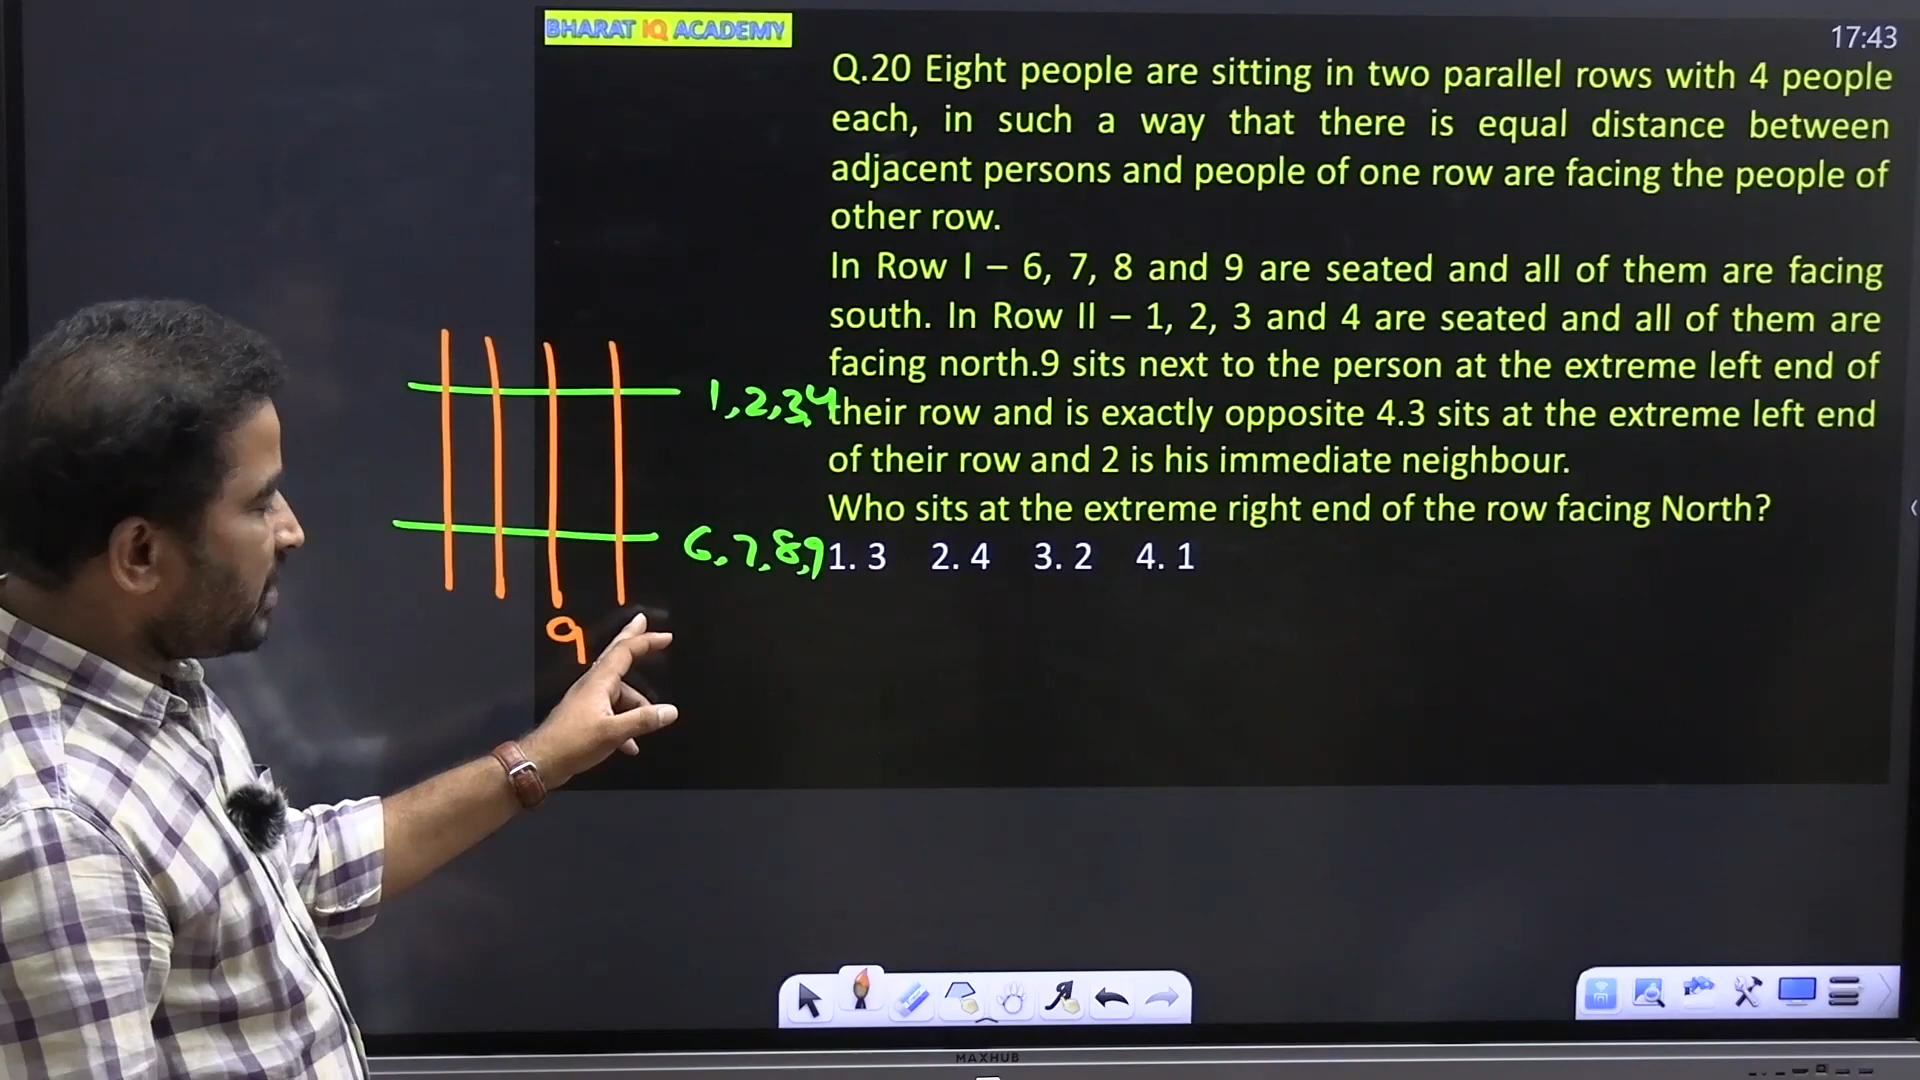 BHARAT IQ ACADEMY
17:43
Q.20 Eight people are sitting in two parallel rows with 4 people
each, in such a way that there is equal distance between
adjacent persons and people of one row are facing the people of
other row.
In Row I – 6, 7, 8 and 9 are seated and all of them are facing
south. In Row II – 1, 2, 3 and 4 are seated and all of them are
facing north.9 sits next to the person at the extreme left end of
their row and is exactly opposite 4.3 sits at the extreme left end
of their row and 2 is his immediate neighbour.
Who sits at the extreme right end of the row facing North?
1. 3 2. 4 3. 2 4. 1
1,2,3,4
6,7,8,9
9
MAXHUB